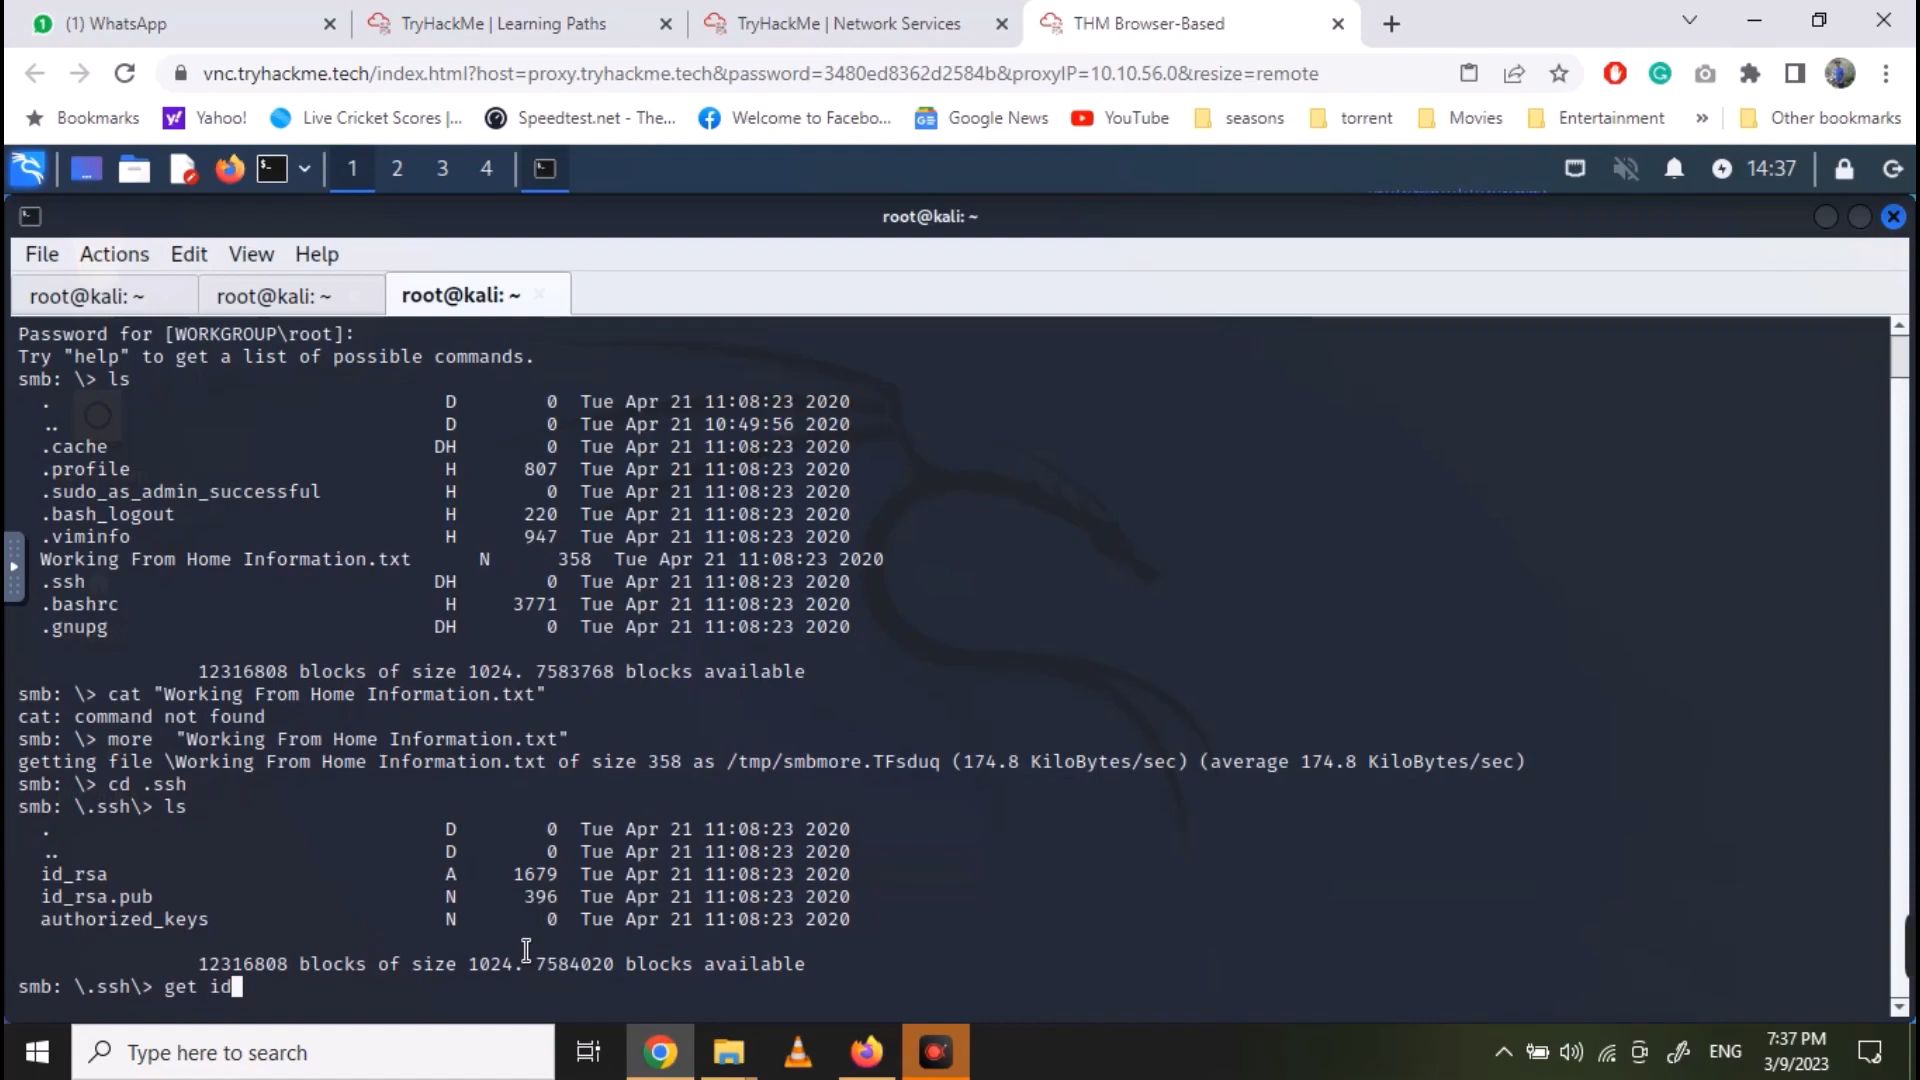 (1) WhatsApp
TryHackMe | Learning Paths
TryHackMe | Network Services
THM Browser-Based
vnc.tryhackme.tech/index.html?host=proxy.tryhackme.tech&password=3480ed8362d2584b&proxyIP=10.10.56.0&resize=remote
Bookmarks
Yahoo!
Live Cricket Scores |...
Speedtest.net - The...
Welcome to Facebo...
Google News
YouTube
seasons
torrent
Movies
Entertainment
»
Other bookmarks
1 2 3 4
14:37
root@kali: ~
File Actions Edit View Help
root@kali: ~
root@kali: ~
root@kali: ~
Password for [WORKGROUP\root]:
Try "help" to get a list of possible commands.
smb: \> ls
. D 0 Tue Apr 21 11:08:23 2020
.. D 0 Tue Apr 21 10:49:56 2020
.cache DH 0 Tue Apr 21 11:08:23 2020
.profile H 807 Tue Apr 21 11:08:23 2020
.sudo_as_admin_successful H 0 Tue Apr 21 11:08:23 2020
.bash_logout H 220 Tue Apr 21 11:08:23 2020
.viminfo H 947 Tue Apr 21 11:08:23 2020
Working From Home Information.txt N 358 Tue Apr 21 11:08:23 2020
.ssh DH 0 Tue Apr 21 11:08:23 2020
.bashrc H 3771 Tue Apr 21 11:08:23 2020
.gnupg DH 0 Tue Apr 21 11:08:23 2020
12316808 blocks of size 1024. 7583768 blocks available
smb: \> cat "Working From Home Information.txt"
cat: command not found
smb: \> more  "Working From Home Information.txt"
getting file \Working From Home Information.txt of size 358 as /tmp/smbmore.TFsduq (174.8 KiloBytes/sec) (average 174.8 KiloBytes/sec)
smb: \> cd .ssh
smb: \.ssh\> ls
. D 0 Tue Apr 21 11:08:23 2020
.. D 0 Tue Apr 21 11:08:23 2020
id_rsa A 1679 Tue Apr 21 11:08:23 2020
id_rsa.pub N 396 Tue Apr 21 11:08:23 2020
authorized_keys N 0 Tue Apr 21 11:08:23 2020
12316808 blocks of size 1024. 7584020 blocks available
smb: \.ssh\> get id
Type here to search
ENG
7:37 PM
3/9/2023